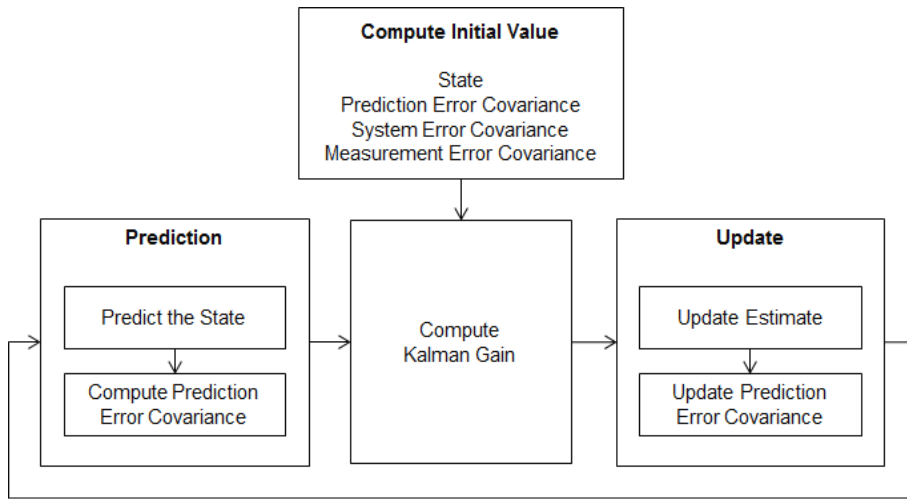 Compute Initial Value
State
Prediction Error Covariance
System Error Covariance
Measurement Error Covariance
Prediction
Predict the State
Compute Prediction
Error Covariance
Compute
Kalman Gain
Update
Update Estimate
Update Prediction
Error Covariance